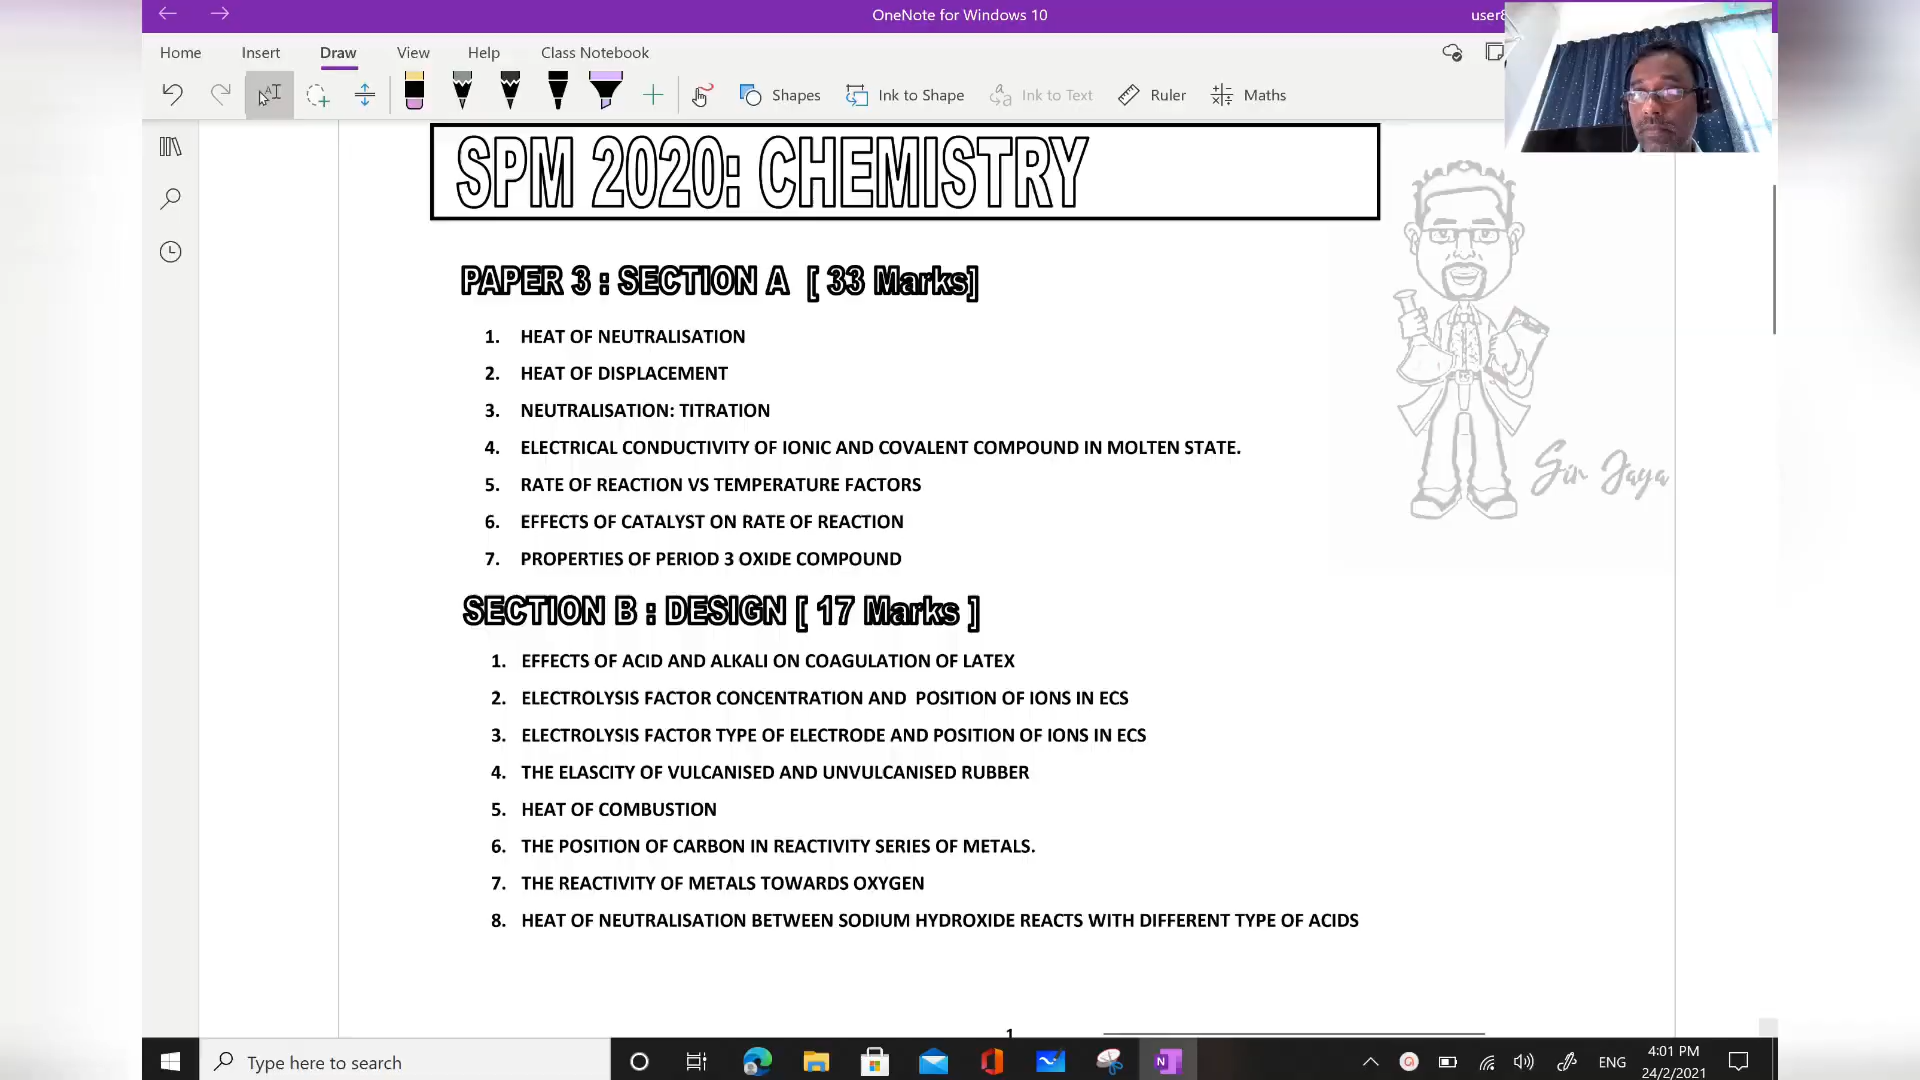 OneNote for Windows 10
Home Insert Draw View Help Class Notebook
Shapes Ink to Shape Ink to Text Ruler Maths
SPM 2020: CHEMISTRY
PAPER 3 : SECTION A [ 33 Marks]
1. HEAT OF NEUTRALISATION
2. HEAT OF DISPLACEMENT
3. NEUTRALISATION: TITRATION
4. ELECTRICAL CONDUCTIVITY OF IONIC AND COVALENT COMPOUND IN MOLTEN STATE.
5. RATE OF REACTION VS TEMPERATURE FACTORS
6. EFFECTS OF CATALYST ON RATE OF REACTION
7. PROPERTIES OF PERIOD 3 OXIDE COMPOUND
Sir Jaya
SECTION B : DESIGN [ 17 Marks ]
1. EFFECTS OF ACID AND ALKALI ON COAGULATION OF LATEX
2. ELECTROLYSIS FACTOR CONCENTRATION AND POSITION OF IONS IN ECS
3. ELECTROLYSIS FACTOR TYPE OF ELECTRODE AND POSITION OF IONS IN ECS
4. THE ELASCITY OF VULCANISED AND UNVULCANISED RUBBER
5. HEAT OF COMBUSTION
6. THE POSITION OF CARBON IN REACTIVITY SERIES OF METALS.
7. THE REACTIVITY OF METALS TOWARDS OXYGEN
8. HEAT OF NEUTRALISATION BETWEEN SODIUM HYDROXIDE REACTS WITH DIFFERENT TYPE OF ACIDS
1
Type here to search
ENG
4:01 PM
24/2/2021